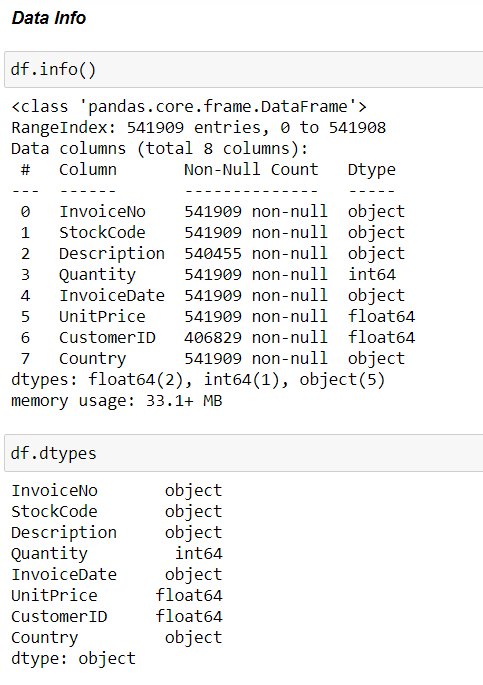 Data Info
df.info()
<class 'pandas.core.frame.DataFrame'>
RangeIndex: 541909 entries, 0 to 541908
Data columns (total 8 columns):
 #   Column       Non-Null Count   Dtype
---  ------       --------------   -----
 0   InvoiceNo    541909 non-null  object
 1   StockCode    541909 non-null  object
 2   Description  540455 non-null  object
 3   Quantity     541909 non-null  int64
 4   InvoiceDate  541909 non-null  object
 5   UnitPrice    541909 non-null  float64
 6   CustomerID   406829 non-null  float64
 7   Country      541909 non-null  object
dtypes: float64(2), int64(1), object(5)
memory usage: 33.1+ MB
df.dtypes
InvoiceNo       object
StockCode       object
Description     object
Quantity         int64
InvoiceDate     object
UnitPrice      float64
CustomerID     float64
Country         object
dtype: object